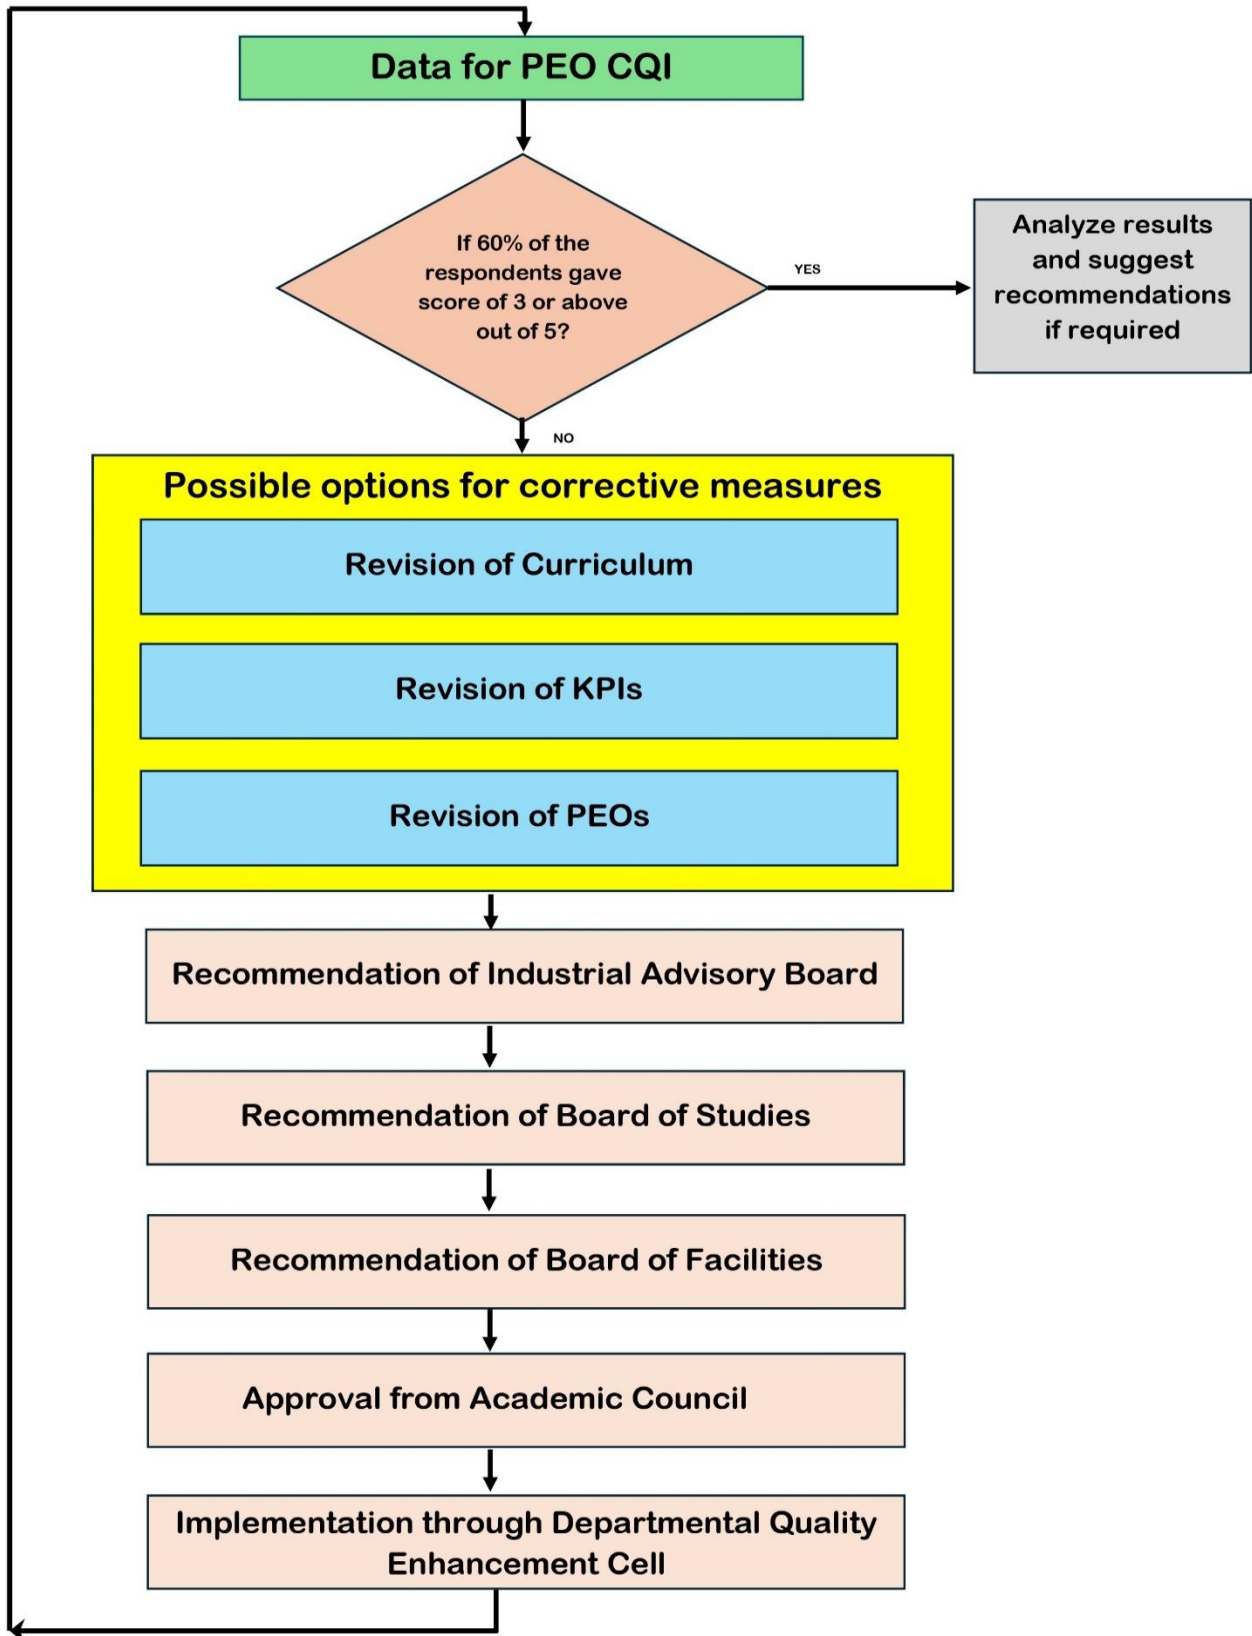 Data for PEO CQI
If 60% of the
respondents gave
score of 3 or above
out of 5?
YES
Analyze results
and suggest
recommendations
if required
NO
Possible options for corrective measures
Revision of Curriculum
Revision of KPIs
Revision of PEOs
Recommendation of Industrial Advisory Board
Recommendation of Board of Studies
Recommendation of Board of Facilities
Approval from Academic Council
Implementation through Departmental Quality
Enhancement Cell